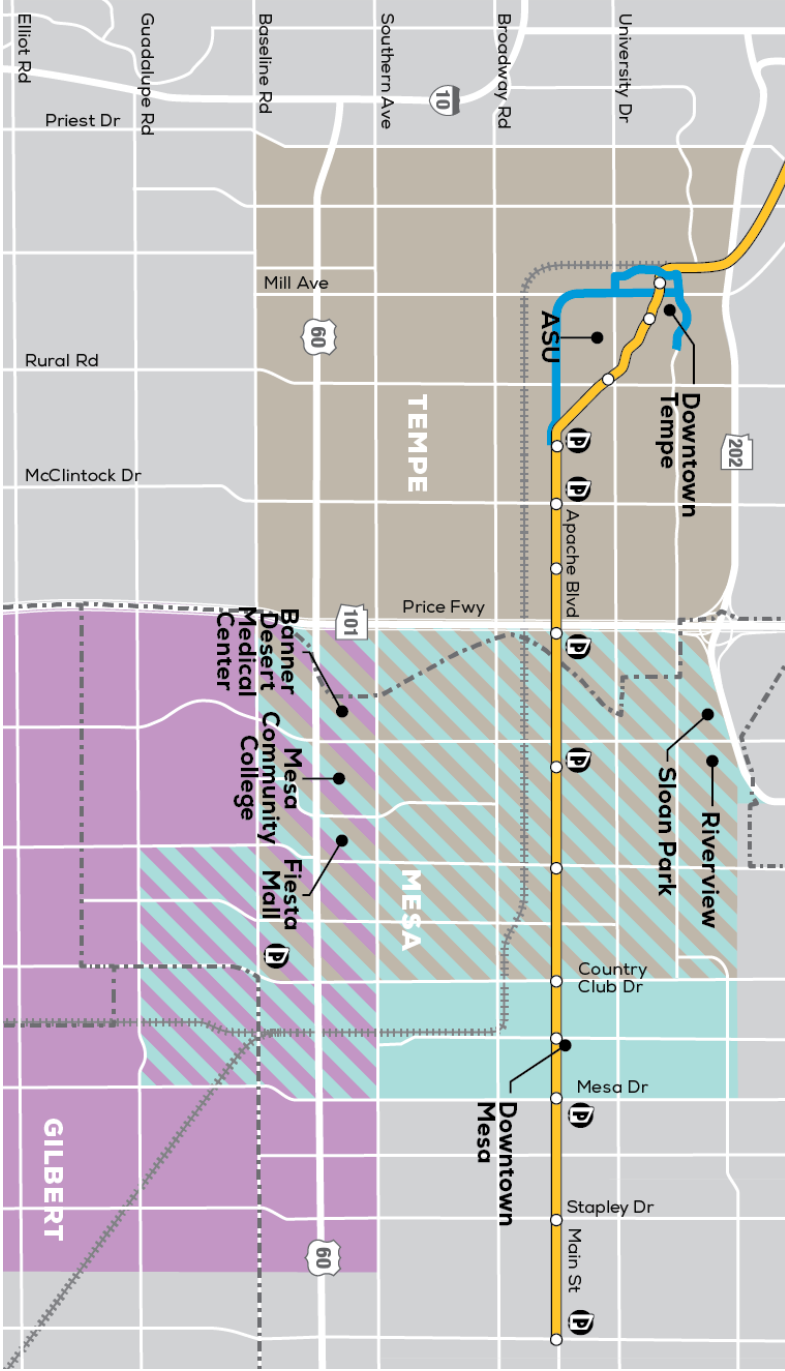 Elliot Rd
Guadalupe Rd
Baseline Rd
Southern Ave
Broadway Rd
University Dr
10
Priest Dr
Mill Ave
60
Rural Rd
ASU
Downtown
Tempe
TEMPE
202
McClintock Dr
P
P
Apache Blvd
Price Fwy
101
P
Banner
Desert
Medical
Center
Mesa
Community
College
Fiesta
Mall
P
P
Sloan Park
Riverview
MESA
Country
Club Dr
Mesa Dr
P
Downtown
Mesa
GILBERT
Stapley Dr
Main St
60
P